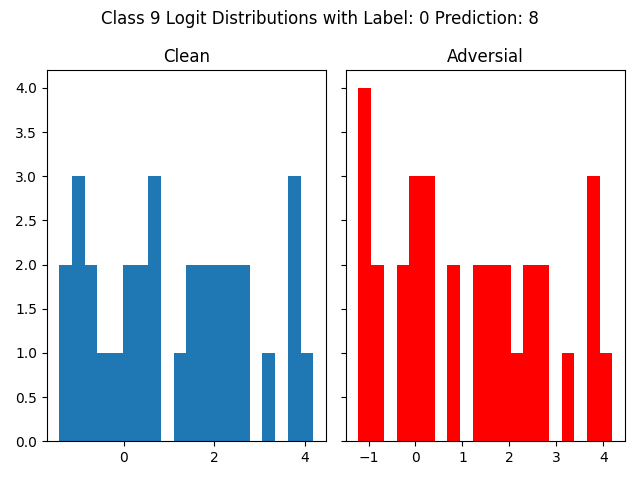 Class 9 Logit Distributions with Label: 0 Prediction: 8
Clean
Adversial
4.0
3.5
3.0
2.5
2.0
1.5
1.0
0.5
0.0
0 2 4
−1 0 1 2 3 4